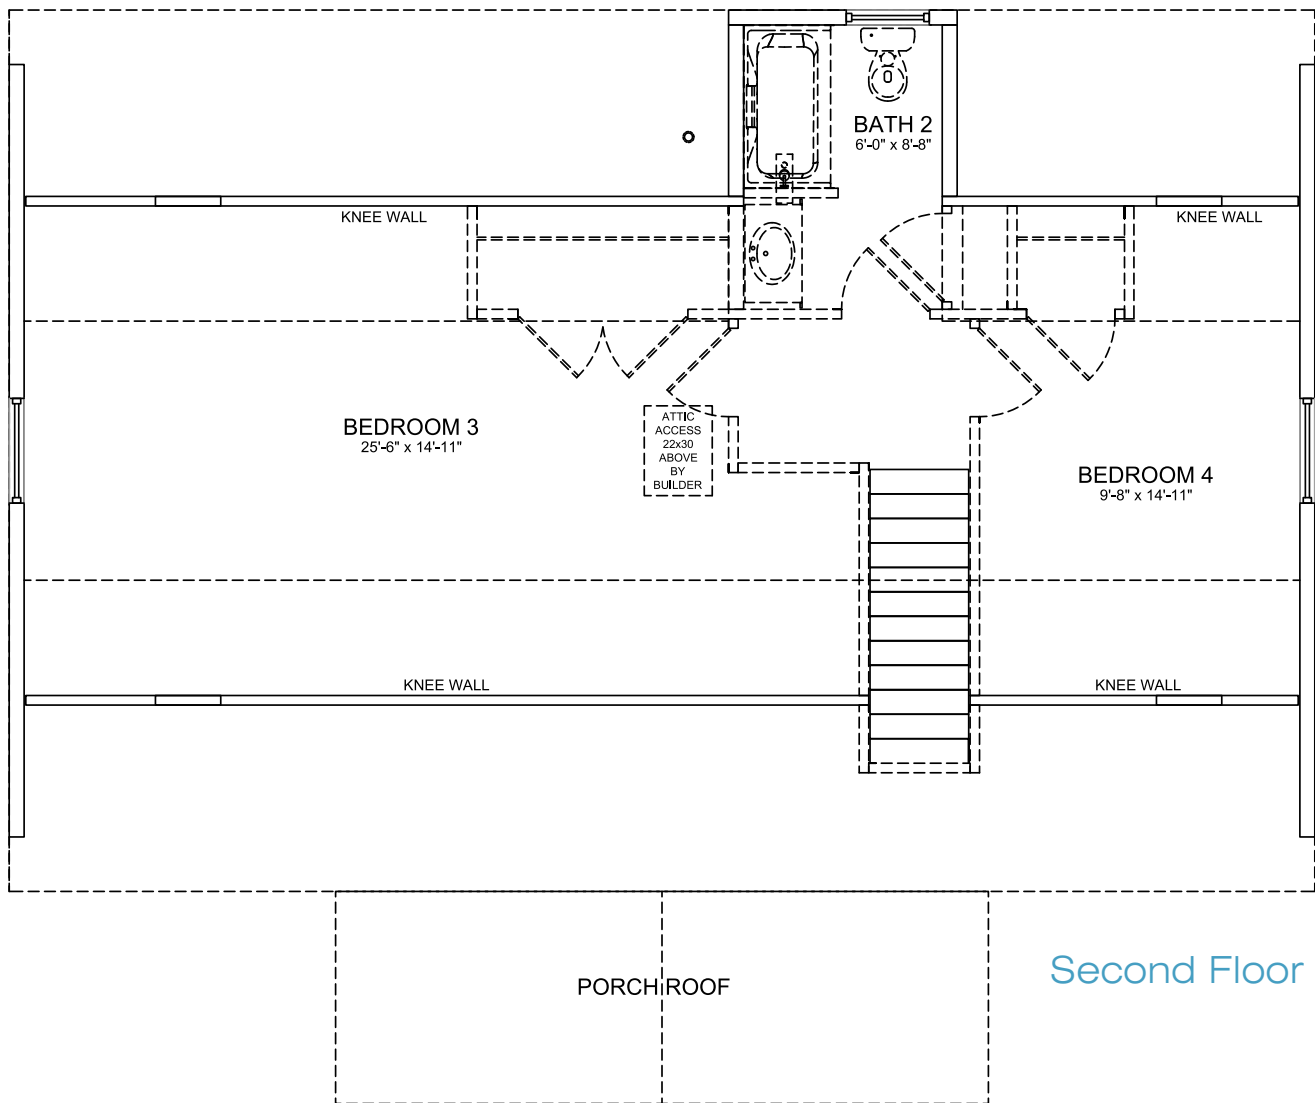 BATH 2
6'-0" x 8'-8"
KNEE WALL
KNEE WALL
BEDROOM 3
25'-6" x 14'-11"
ATTIC
ACCESS
22x30
ABOVE
BY
BUILDER
BEDROOM 4
9'-8" x 14'-11"
KNEE WALL
KNEE WALL
PORCH ROOF
Second Floor